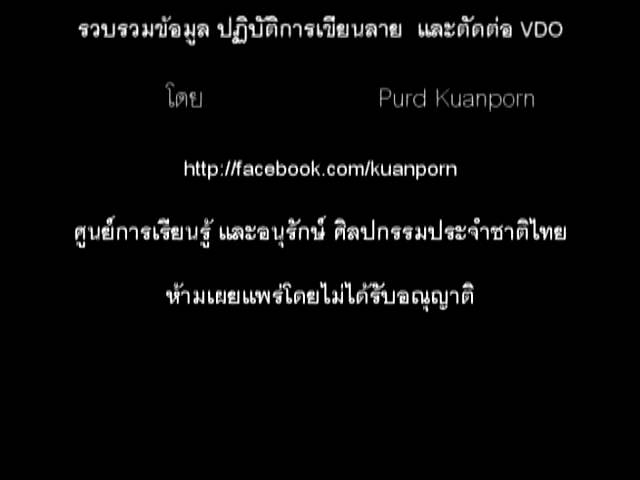 รวบรวมข้อมูล ปฏิบัติการเขียนลาย และตัดต่อ VDO
โดย Purd Kuanporn
http://facebook.com/kuanporn
ศูนย์การเรียนรู้ และอนุรักษ์ ศิลปกรรมประจำชาติไทย
ห้ามเผยแพร่โดยไม่ได้รับอณุญาติ